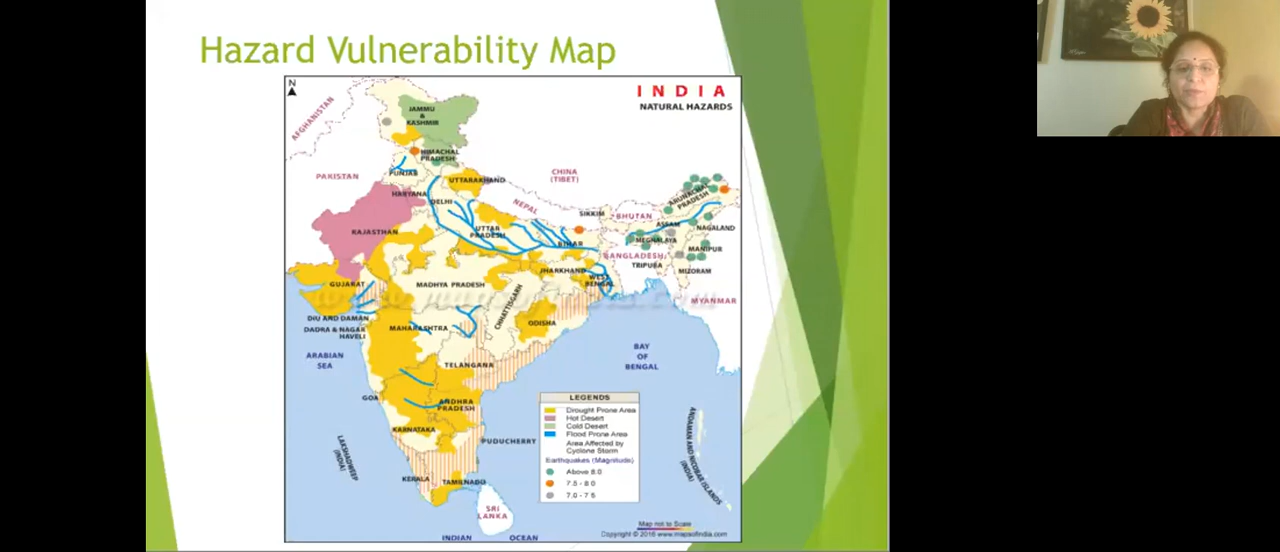 Hazard Vulnerability Map
N
INDIA
NATURAL HAZARDS
AFGHANISTAN
JAMMU
&
KASHMIR
HIMACHAL
PRADESH
PUNJAB
PAKISTAN
UTTARAKHAND
CHINA
(TIBET)
HARYANA
DELHI
NEPAL
SIKKIM
BHUTAN
ARUNACHAL
PRADESH
ASSAM
NAGALAND
RAJASTHAN
UTTAR
PRADESH
BIHAR
MEGHALAYA
MANIPUR
BANGLADESH
TRIPURA
MIZORAM
JHARKHAND
WEST
BENGAL
GUJARAT
MADHYA PRADESH
CHHATTISGARH
MYANMAR
DIU AND DAMAN
DADRA & NAGAR
HAVELI
MAHARASHTRA
ODISHA
ARABIAN
SEA
BAY
OF
BENGAL
TELANGANA
GOA
ANDHRA
PRADESH
KARNATAKA
PUDUCHERRY
LAKSHADWEEP
(INDIA)
ANDAMAN AND NICOBAR ISLANDS
(INDIA)
KERALA
TAMILNADU
SRI
LANKA
INDIAN OCEAN
LEGENDS
Drought Prone Area
Hot Desert
Cold Desert
Flood Prone Area
Area Affected by
Cyclone Storm
Earthquakes (Magnitude)
Above 8.0
7.5 - 8.0
7.0 - 7.5
Map not to Scale
Copyright © 2016 www.mapsofindia.com